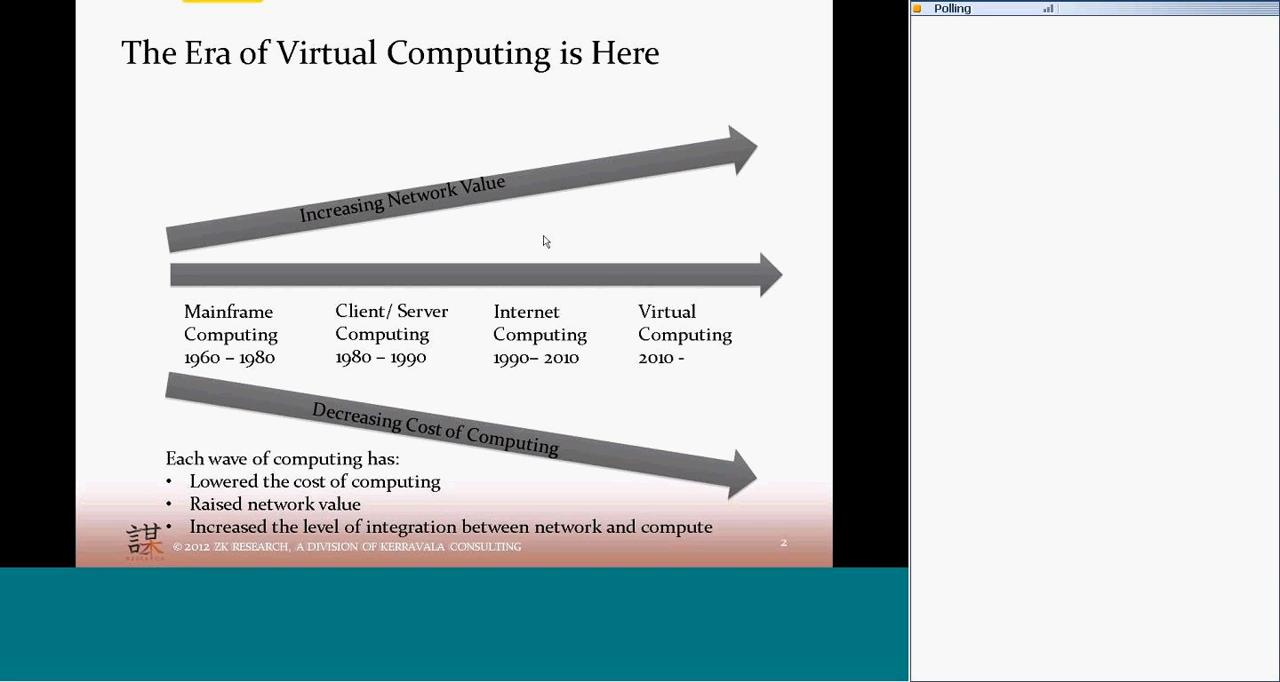 Polling
The Era of Virtual Computing is Here
Increasing Network Value
Mainframe
Computing
1960 – 1980
Client/ Server
Computing
1980 – 1990
Internet
Computing
1990– 2010
Virtual
Computing
2010 -
Decreasing Cost of Computing
Each wave of computing has:
• Lowered the cost of computing
• Raised network value
• Increased the level of integration between network and compute
謀
RESEARCH
© 2012 ZK RESEARCH, A DIVISION OF KERRAVALA CONSULTING
2